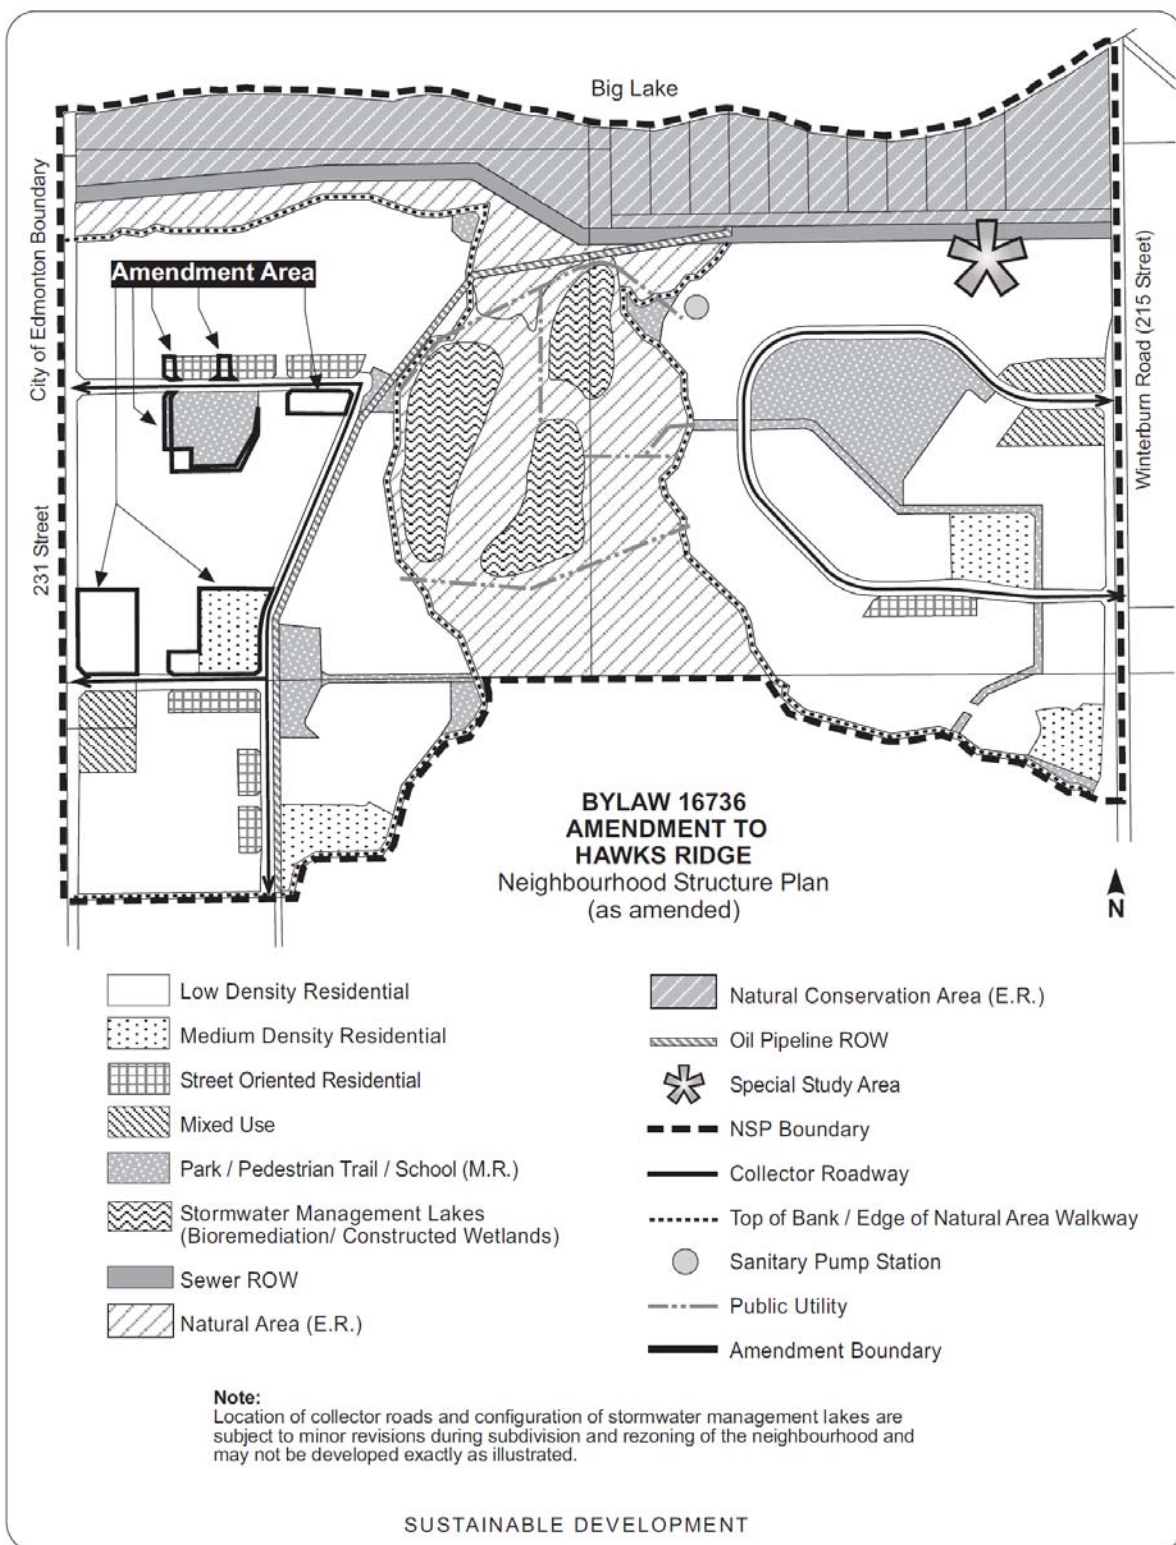 Big Lake
City of Edmonton Boundary
Amendment Area
Winterburn Road (215 Street)
231 Street
BYLAW 16736
AMENDMENT TO
HAWKS RIDGE
Neighbourhood Structure Plan
(as amended)
N
Low Density Residential
Medium Density Residential
Street Oriented Residential
Mixed Use
Park / Pedestrian Trail / School (M.R.)
Stormwater Management Lakes
(Bioremediation/ Constructed Wetlands)
Sewer ROW
Natural Area (E.R.)
Natural Conservation Area (E.R.)
Oil Pipeline ROW
Special Study Area
NSP Boundary
Collector Roadway
Top of Bank / Edge of Natural Area Walkway
Sanitary Pump Station
Public Utility
Amendment Boundary
Note:
Location of collector roads and configuration of stormwater management lakes are
subject to minor revisions during subdivision and rezoning of the neighbourhood and
may not be developed exactly as illustrated.
SUSTAINABLE DEVELOPMENT